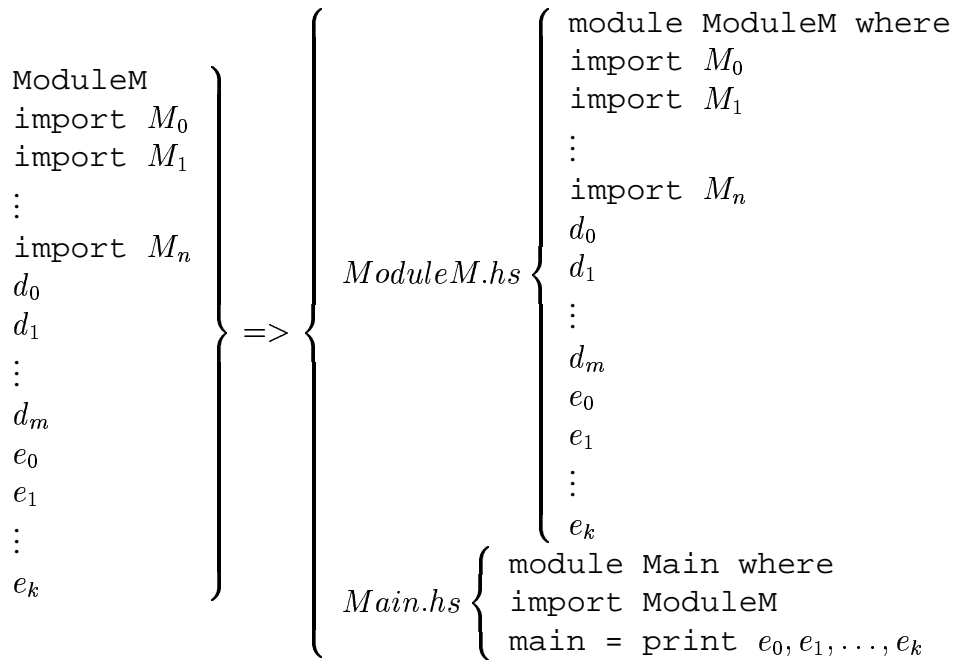 ModuleM
import M₀
import M₁
⋮
import Mₙ
d₀
d₁
⋮
dₘ
e₀
e₁
⋮
eₖ
=>
ModuleM.hs
module ModuleM where
import M₀
import M₁
⋮
import Mₙ
d₀
d₁
⋮
dₘ
e₀
e₁
⋮
eₖ
Main.hs
module Main where
import ModuleM
main = print e₀, e₁, ..., eₖ